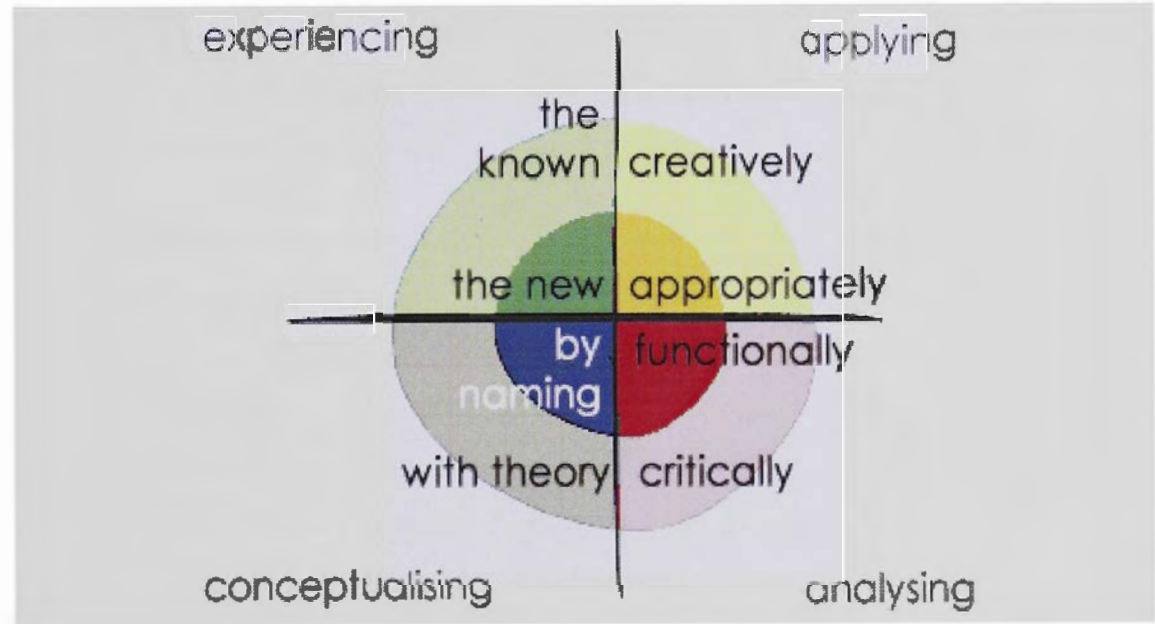 experiencing
applying
the
known
creatively
the new
appropriately
by
naming
functionally
with theory
critically
conceptualising
analysing